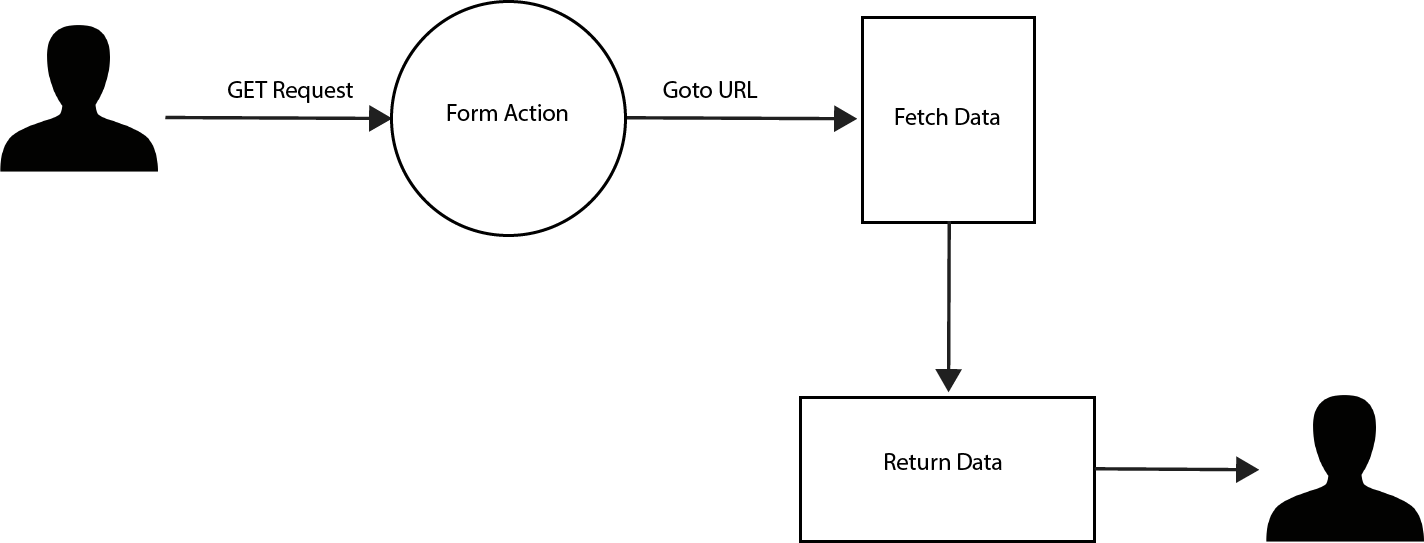 GET Request
Form Action
Goto URL
Fetch Data
Return Data